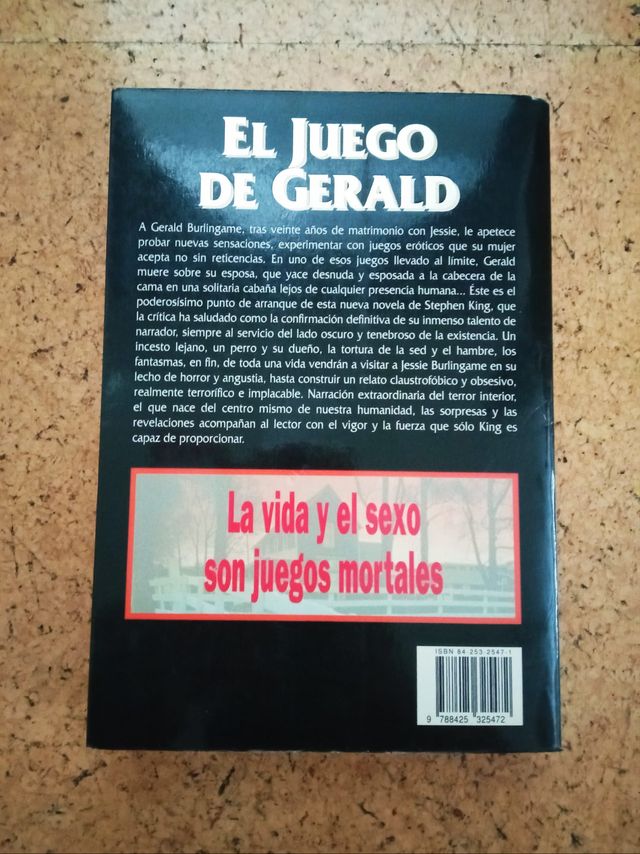 EL JUEGO
DE GERALD
A Gerald Burlingame, tras veinte años de matrimonio con Jessie, le apetece
probar nuevas sensaciones, experimentar con juegos eróticos que su mujer
acepta no sin reticencias. En uno de esos juegos llevado al límite, Gerald
muere sobre su esposa, que yace desnuda y esposada a la cabecera de la
cama en una solitaria cabaña lejos de cualquier presencia humana... Éste es el
poderosísimo punto de arranque de esta nueva novela de Stephen King, que
la crítica ha saludado como la confirmación definitiva de su inmenso talento de
narrador, siempre al servicio del lado oscuro y tenebroso de la existencia. Un
incesto lejano, un perro y su dueño, la tortura de la sed y el hambre, los
fantasmas, en fin, de toda una vida vendrán a visitar a Jessie Burlingame en su
lecho de horror y angustia, hasta construir un relato claustrofóbico y obsesivo,
realmente terrorífico e implacable. Narración extraordinaria del terror interior,
el que nace del centro mismo de nuestra humanidad, las sorpresas y las
revelaciones acompañan al lector con el vigor y la fuerza que sólo King es
capaz de proporcionar.
La vida y el sexo
son juegos mortales
ISBN 84-253-2547-1
9 788425 325472